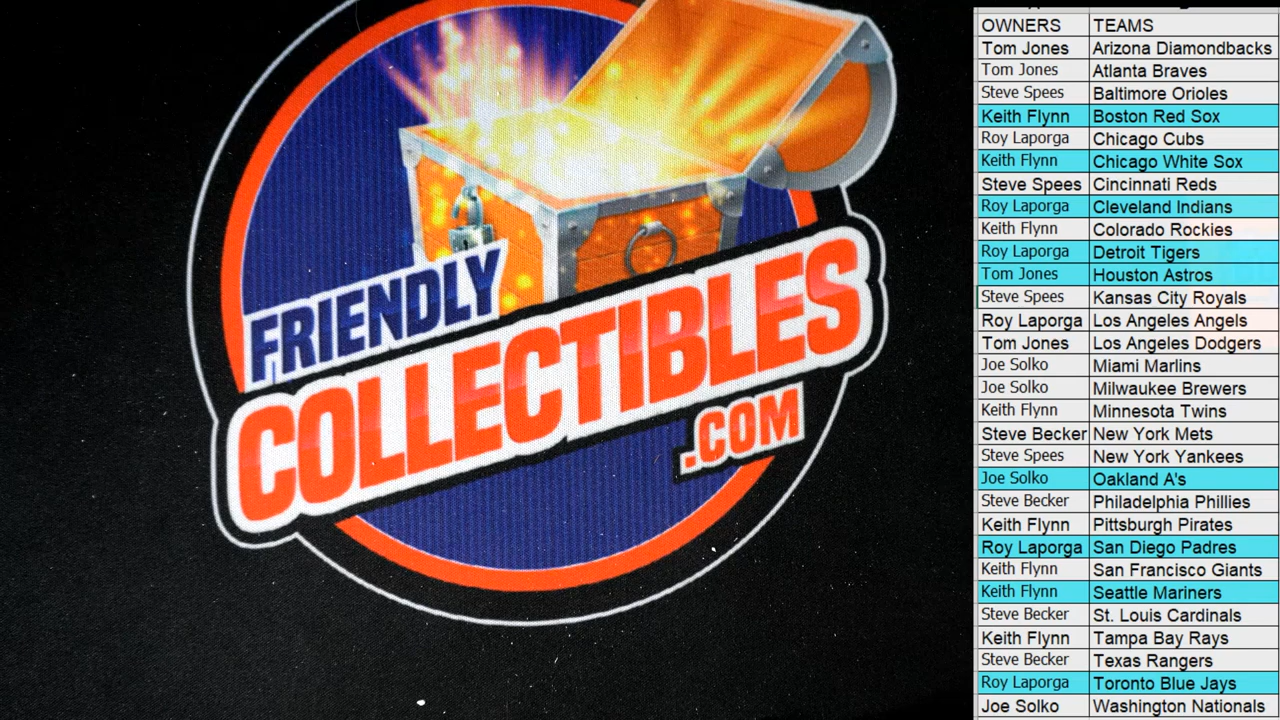 FRIENDLY
COLLECTIBLES
.COM
OWNERS TEAMS
Tom Jones Arizona Diamondbacks
Tom Jones Atlanta Braves
Steve Spees Baltimore Orioles
Keith Flynn Boston Red Sox
Roy Laporga Chicago Cubs
Keith Flynn Chicago White Sox
Steve Spees Cincinnati Reds
Roy Laporga Cleveland Indians
Keith Flynn Colorado Rockies
Roy Laporga Detroit Tigers
Tom Jones Houston Astros
Steve Spees Kansas City Royals
Roy Laporga Los Angeles Angels
Tom Jones Los Angeles Dodgers
Joe Solko Miami Marlins
Joe Solko Milwaukee Brewers
Keith Flynn Minnesota Twins
Steve Becker New York Mets
Steve Spees New York Yankees
Joe Solko Oakland A's
Steve Becker Philadelphia Phillies
Keith Flynn Pittsburgh Pirates
Roy Laporga San Diego Padres
Keith Flynn San Francisco Giants
Keith Flynn Seattle Mariners
Steve Becker St. Louis Cardinals
Keith Flynn Tampa Bay Rays
Steve Becker Texas Rangers
Roy Laporga Toronto Blue Jays
Joe Solko Washington Nationals